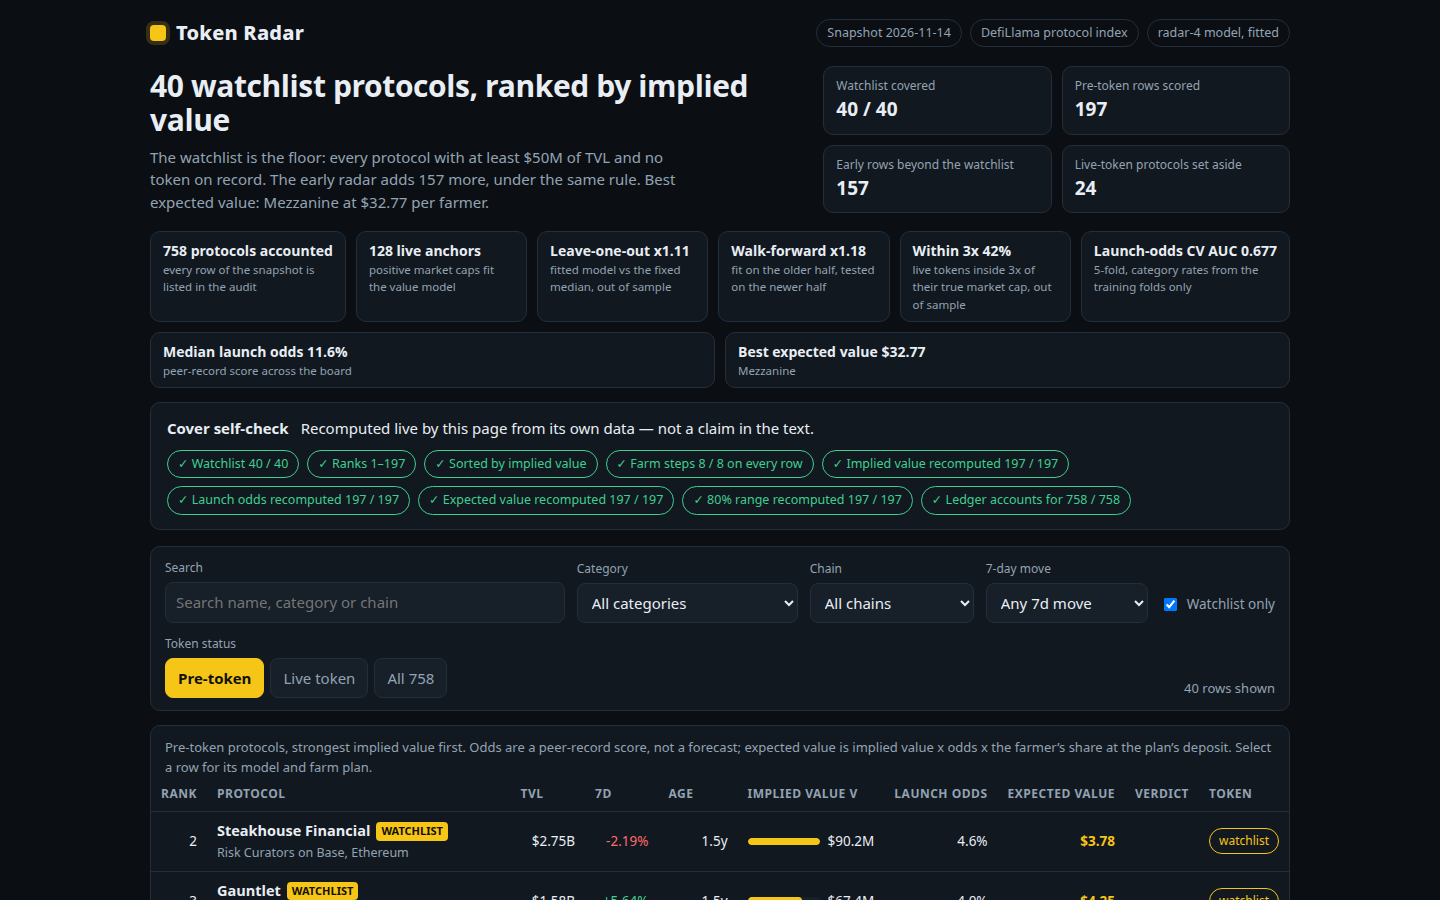 Token Radar
Snapshot 2026-11-14
DefiLlama protocol index
radar-4 model, fitted
40 watchlist protocols, ranked by implied
value
The watchlist is the floor: every protocol with at least $50M of TVL and no
token on record. The early radar adds 157 more, under the same rule. Best
expected value: Mezzanine at $32.77 per farmer.
Watchlist covered
40 / 40
Pre-token rows scored
197
Early rows beyond the watchlist
157
Live-token protocols set aside
24
758 protocols accounted
every row of the snapshot is
listed in the audit
128 live anchors
positive market caps fit
the value model
Leave-one-out x1.11
fitted model vs the fixed
median, out of sample
Walk-forward x1.18
fit on the older half, tested
on the newer half
Within 3x 42%
live tokens inside 3x of
their true market cap, out
of sample
Launch-odds CV AUC 0.677
5-fold, category rates from the
training folds only
Median launch odds 11.6%
peer-record score across the board
Best expected value $32.77
Mezzanine
Cover self-check Recomputed live by this page from its own data — not a claim in the text.
✓ Watchlist 40 / 40
✓ Ranks 1–197
✓ Sorted by implied value
✓ Farm steps 8 / 8 on every row
✓ Implied value recomputed 197 / 197
✓ Launch odds recomputed 197 / 197
✓ Expected value recomputed 197 / 197
✓ 80% range recomputed 197 / 197
✓ Ledger accounts for 758 / 758
Search
Search name, category or chain
Category
All categories
Chain
All chains
7-day move
Any 7d move
Watchlist only
Token status
Pre-token
Live token
All 758
40 rows shown
Pre-token protocols, strongest implied value first. Odds are a peer-record score, not a forecast; expected value is implied value x odds x the farmer's share at the plan's deposit. Select
a row for its model and farm plan.
RANK PROTOCOL TVL 7D AGE IMPLIED VALUE V LAUNCH ODDS EXPECTED VALUE VERDICT TOKEN
2 Steakhouse Financial WATCHLIST $2.75B -2.19% 1.5y $90.2M 4.6% $3.78 watchlist
Risk Curators on Base, Ethereum
Gauntlet WATCHLIST